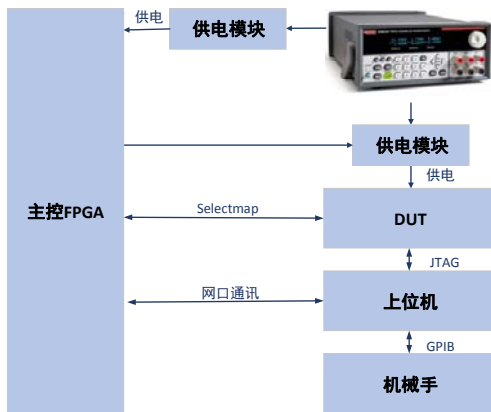 供电
供电模块
供电模块
供电
主控FPGA
Selectmap
DUT
JTAG
网口通讯
上位机
GPIB
机械手